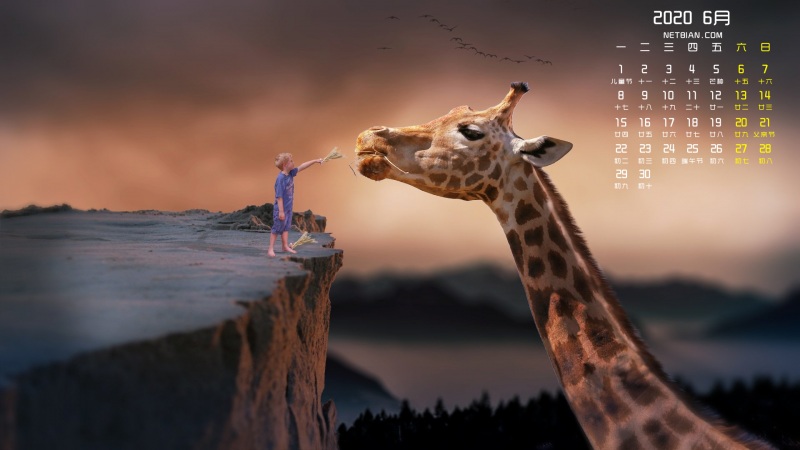 2020 6月
NETBIAN.COM
一 二 三 四 五 六 日
1 2 3 4 5 6 7
儿童节 十一 十二 十三 芒种 十五 十六
8 9 10 11 12 13 14
十七 十八 十九 二十 廿一 廿二 廿三
15 16 17 18 19 20 21
廿四 廿五 廿六 廿七 廿八 廿九 父亲节
22 23 24 25 26 27 28
初二 初三 初四 端午节 初六 初七 初八
29 30
初九 初十